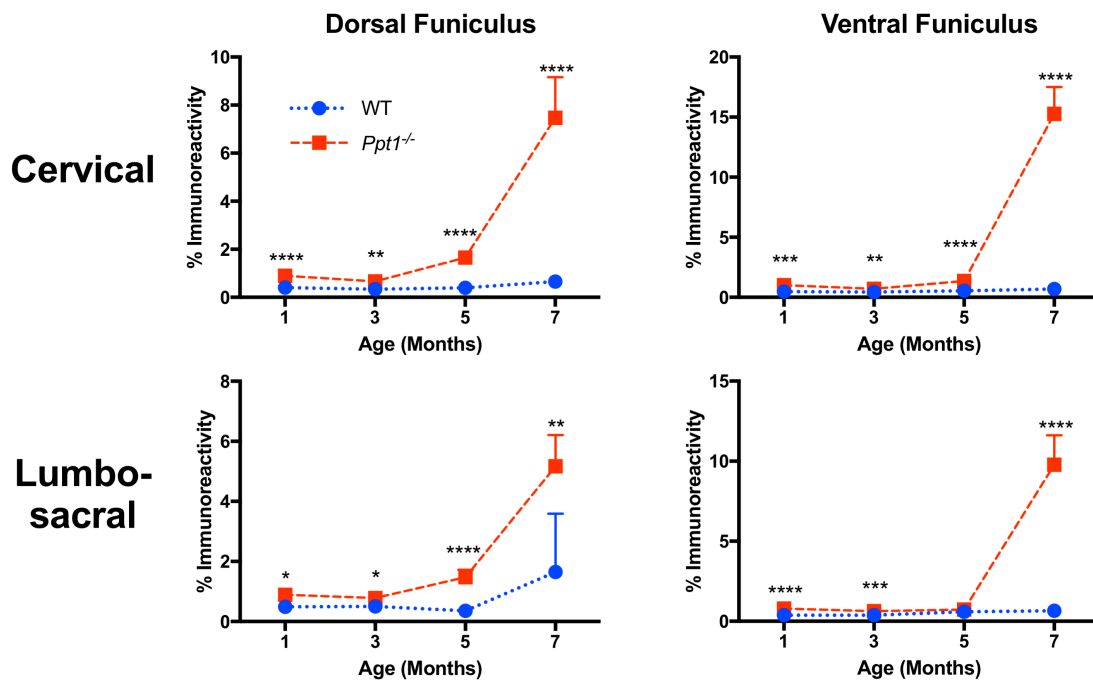 Dorsal Funiculus
Ventral Funiculus
Cervical
% Immunoreactivity
10
8
6
4
2
0
WT
Ppt1-/-
****
**
****
****
1 3 5 7
Age (Months)
% Immunoreactivity
20
15
10
5
0
***
**
****
****
1 3 5 7
Age (Months)
Lumbo-
sacral
% Immunoreactivity
8
6
4
2
0
*
*
****
**
1 3 5 7
Age (Months)
% Immunoreactivity
15
10
5
0
****
***
****
1 3 5 7
Age (Months)